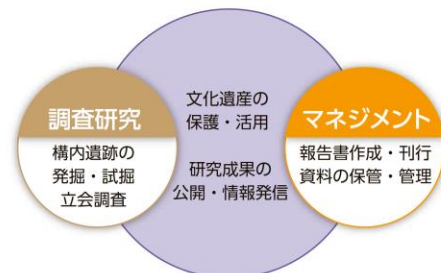 調査研究
構内遺跡の
発掘・試掘
立会調査
文化遺産の
保護・活用
研究成果の
公開・情報発信
マネジメント
報告書作成・刊行
資料の保管・管理